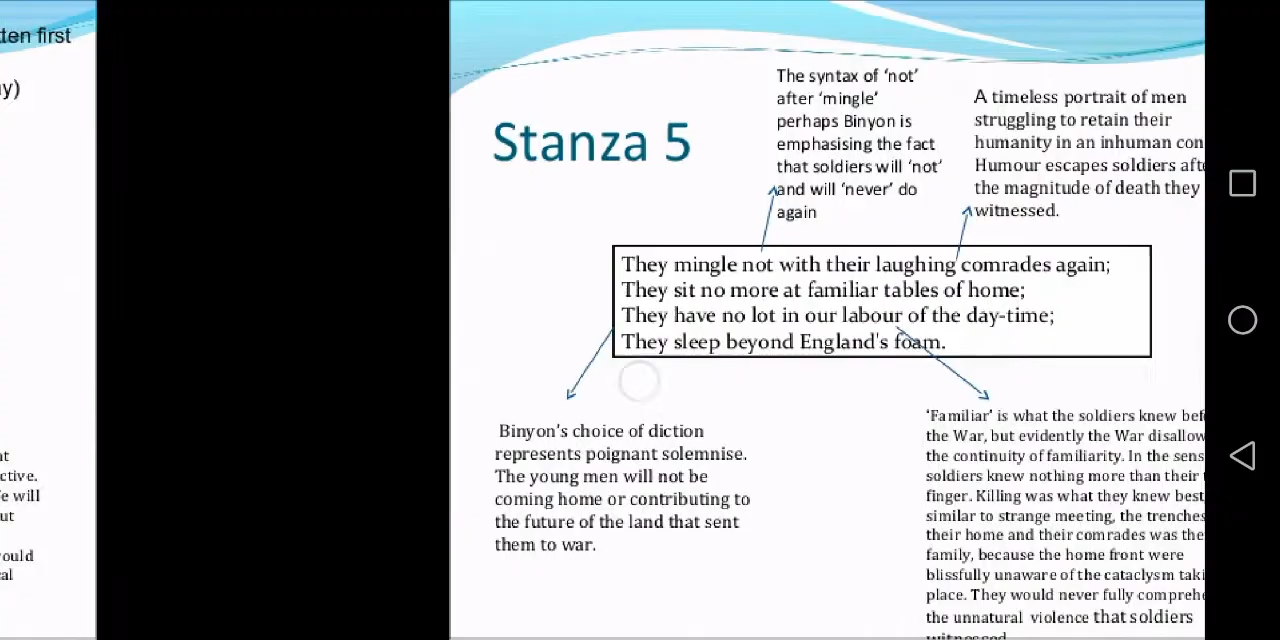 ten first
y)
at
ctive.
e will
ut
ould
al
Stanza 5
The syntax of ‘not’
after ‘mingle’
perhaps Binyon is
emphasising the fact
that soldiers will ‘not’
and will ‘never’ do
again
A timeless portrait of men
struggling to retain their
humanity in an inhuman con
Humour escapes soldiers afte
the magnitude of death they
witnessed.
They mingle not with their laughing comrades again;
They sit no more at familiar tables of home;
They have no lot in our labour of the day-time;
They sleep beyond England's foam.
Binyon’s choice of diction
represents poignant solemnise.
The young men will not be
coming home or contributing to
the future of the land that sent
them to war.
‘Familiar’ is what the soldiers knew bef
the War, but evidently the War disallow
the continuity of familiarity. In the sens
soldiers knew nothing more than their
finger. Killing was what they knew best
similar to strange meeting, the trenches
their home and their comrades was the
family, because the home front were
blissfully unaware of the cataclysm taki
place. They would never fully comprehe
the unnatural violence that soldiers
witnessed